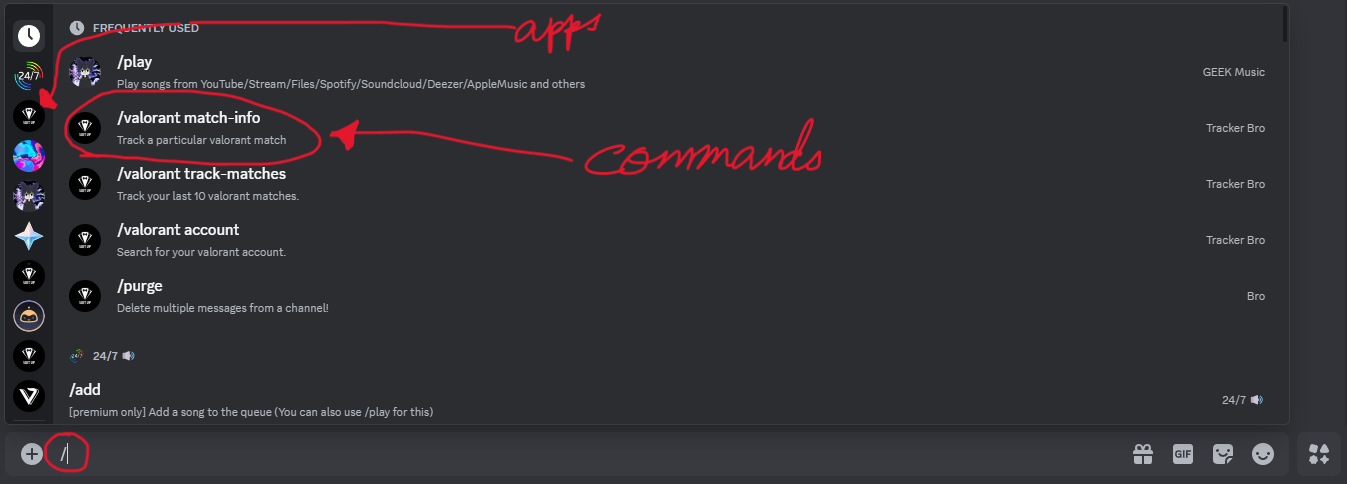 apps
FREQUENTLY USED
/play
Play songs from YouTube/Stream/Files/Spotify/Soundcloud/Deezer/AppleMusic and others
GEEK Music
24/7
/valorant match-info
Track a particular valorant match
Tracker Bro
commands
/valorant track-matches
Track your last 10 valorant matches.
Tracker Bro
/valorant account
Search for your valorant account.
Tracker Bro
/purge
Delete multiple messages from a channel!
Bro
24/7
/add
[premium only] Add a song to the queue (You can also use /play for this)
24/7
/
GIF